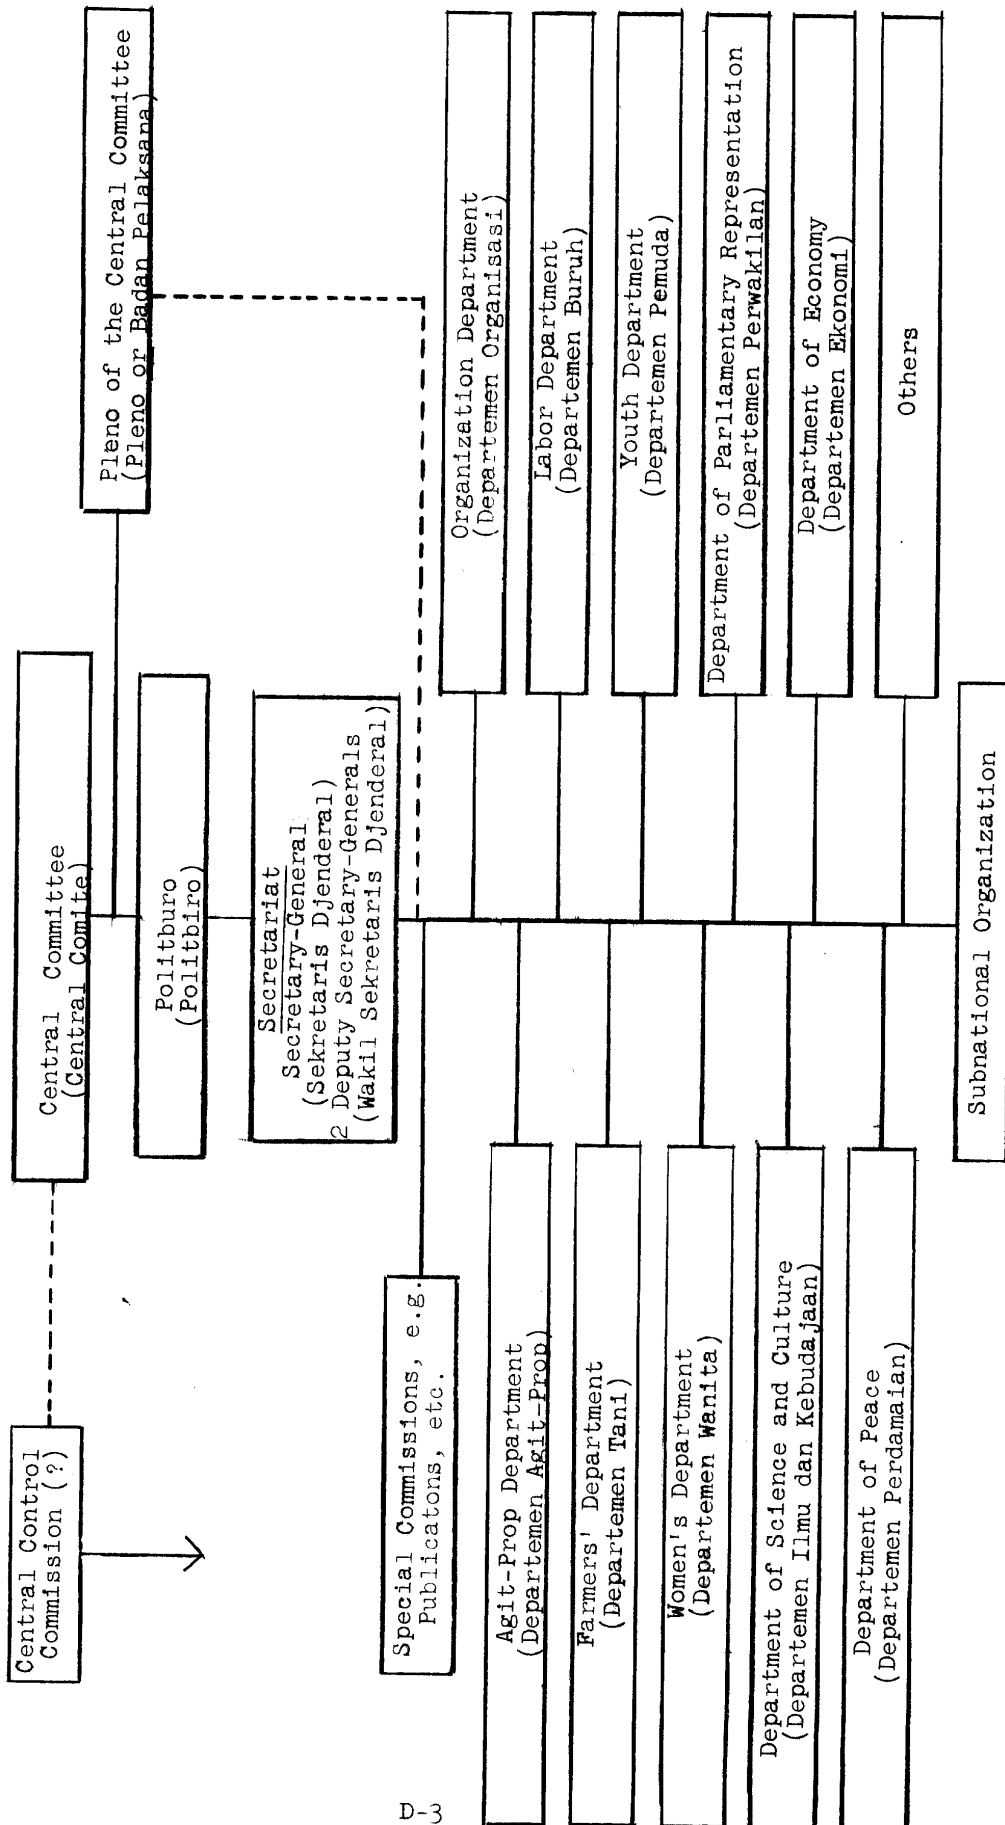 Central Control
Commission (?)
Central Committee
(Central Comite)
Pleno of the Central Committee
(Pleno or Badan Pelaksana)
Politburo
(Politbiro)
Secretariat
Secretary-General
(Sekretaris Djenderal)
2 Deputy Secretary-Generals
(Wakil Sekretaris Djenderal)
Special Commissions, e.g.
Publicatons, etc.
Agit-Prop Department
(Departemen Agit-Prop)
Farmers' Department
(Departemen Tani)
Women's Department
(Departemen Wanita)
Department of Science and Culture
(Departemen Ilmu dan Kebudajaan)
Department of Peace
(Departemen Perdamaian)
Organization Department
(Departemen Organisasi)
Labor Department
(Departemen Buruh)
Youth Department
(Departemen Pemuda)
Department of Parliamentary Representation
(Departemen Perwakilan)
Department of Economy
(Departemen Ekonomi)
Others
Subnational Organization
D-3